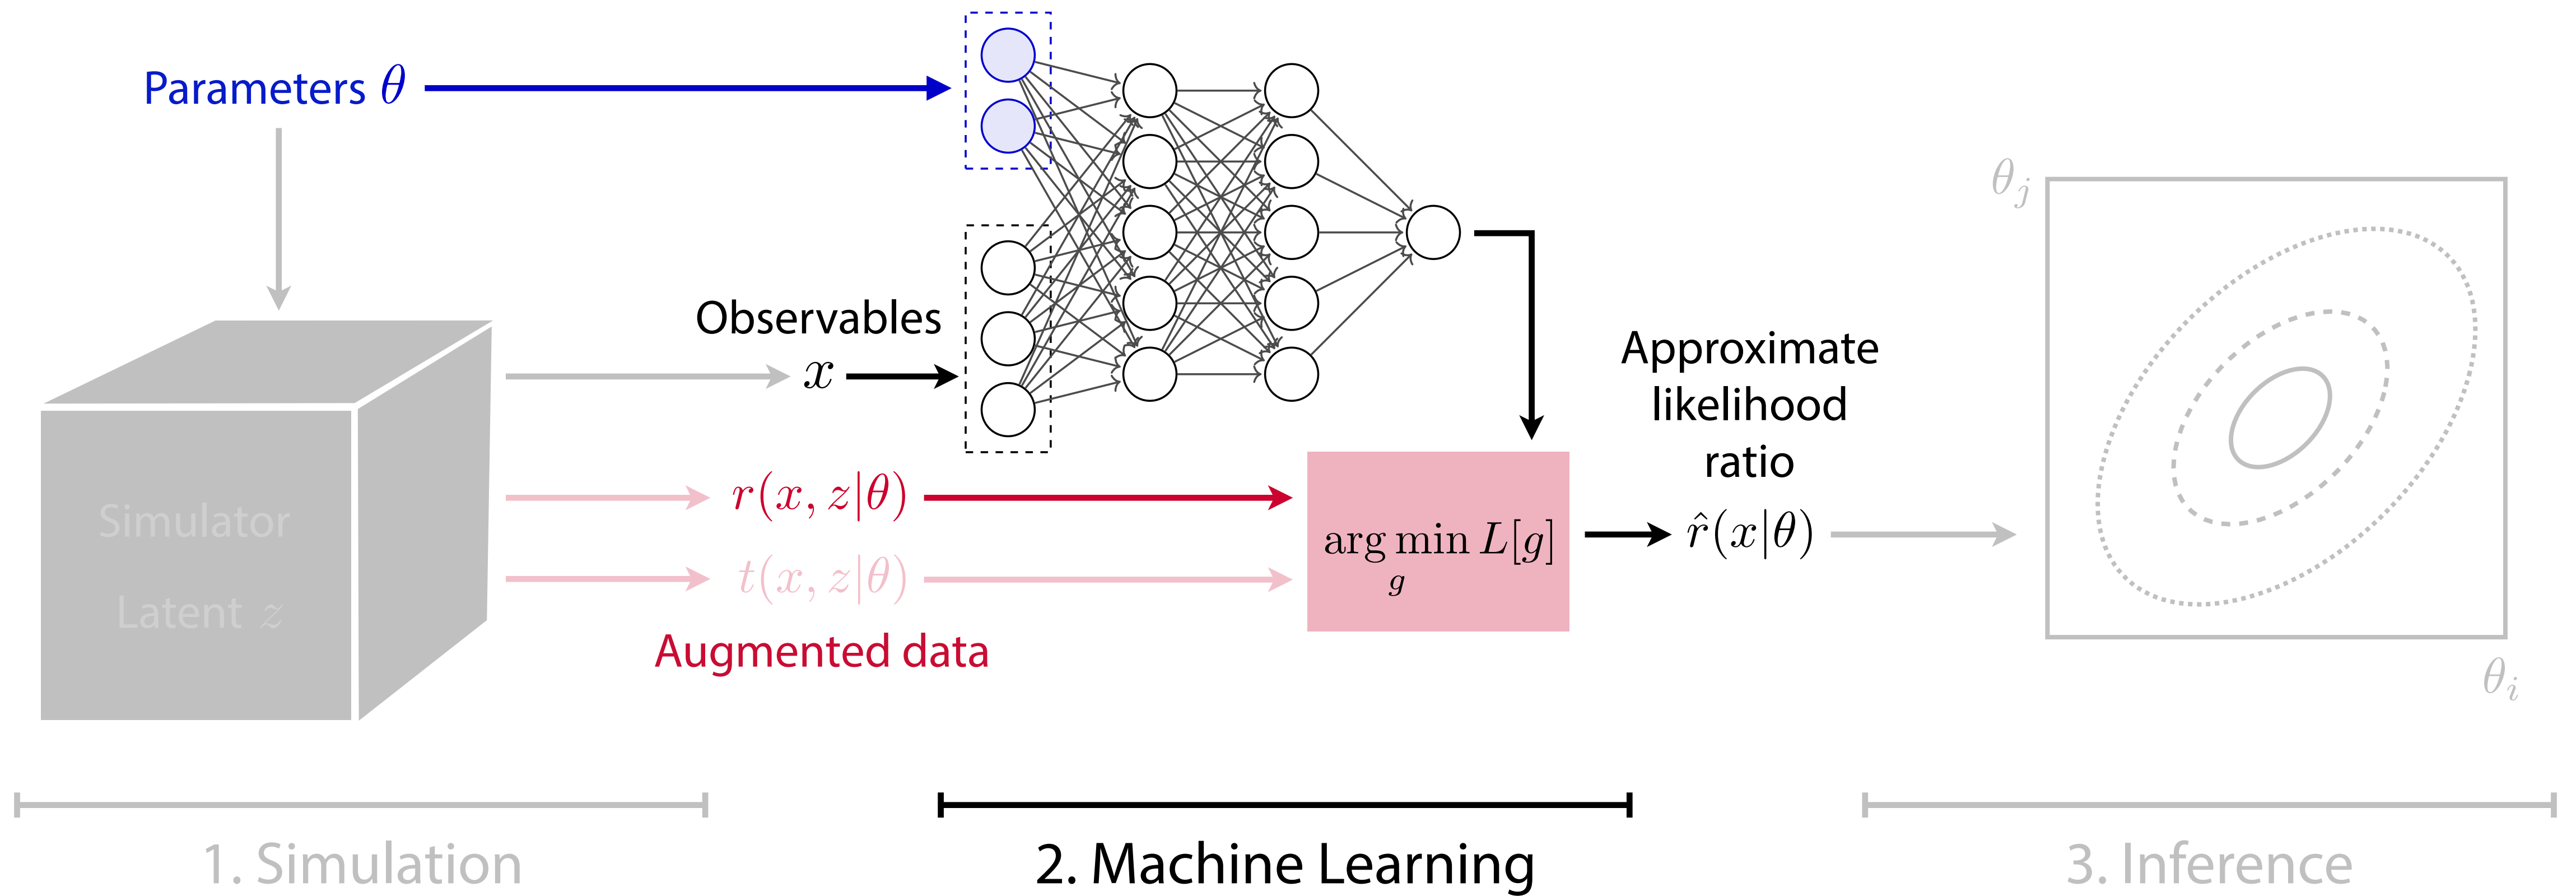 Parameters θ
Observables
x
Simulator
Latent z
r(x, z|θ)
t(x, z|θ)
Augmented data
arg min L[g]
g
Approximate
likelihood
ratio
r̂(x|θ)
θj
θi
1. Simulation
2. Machine Learning
3. Inference